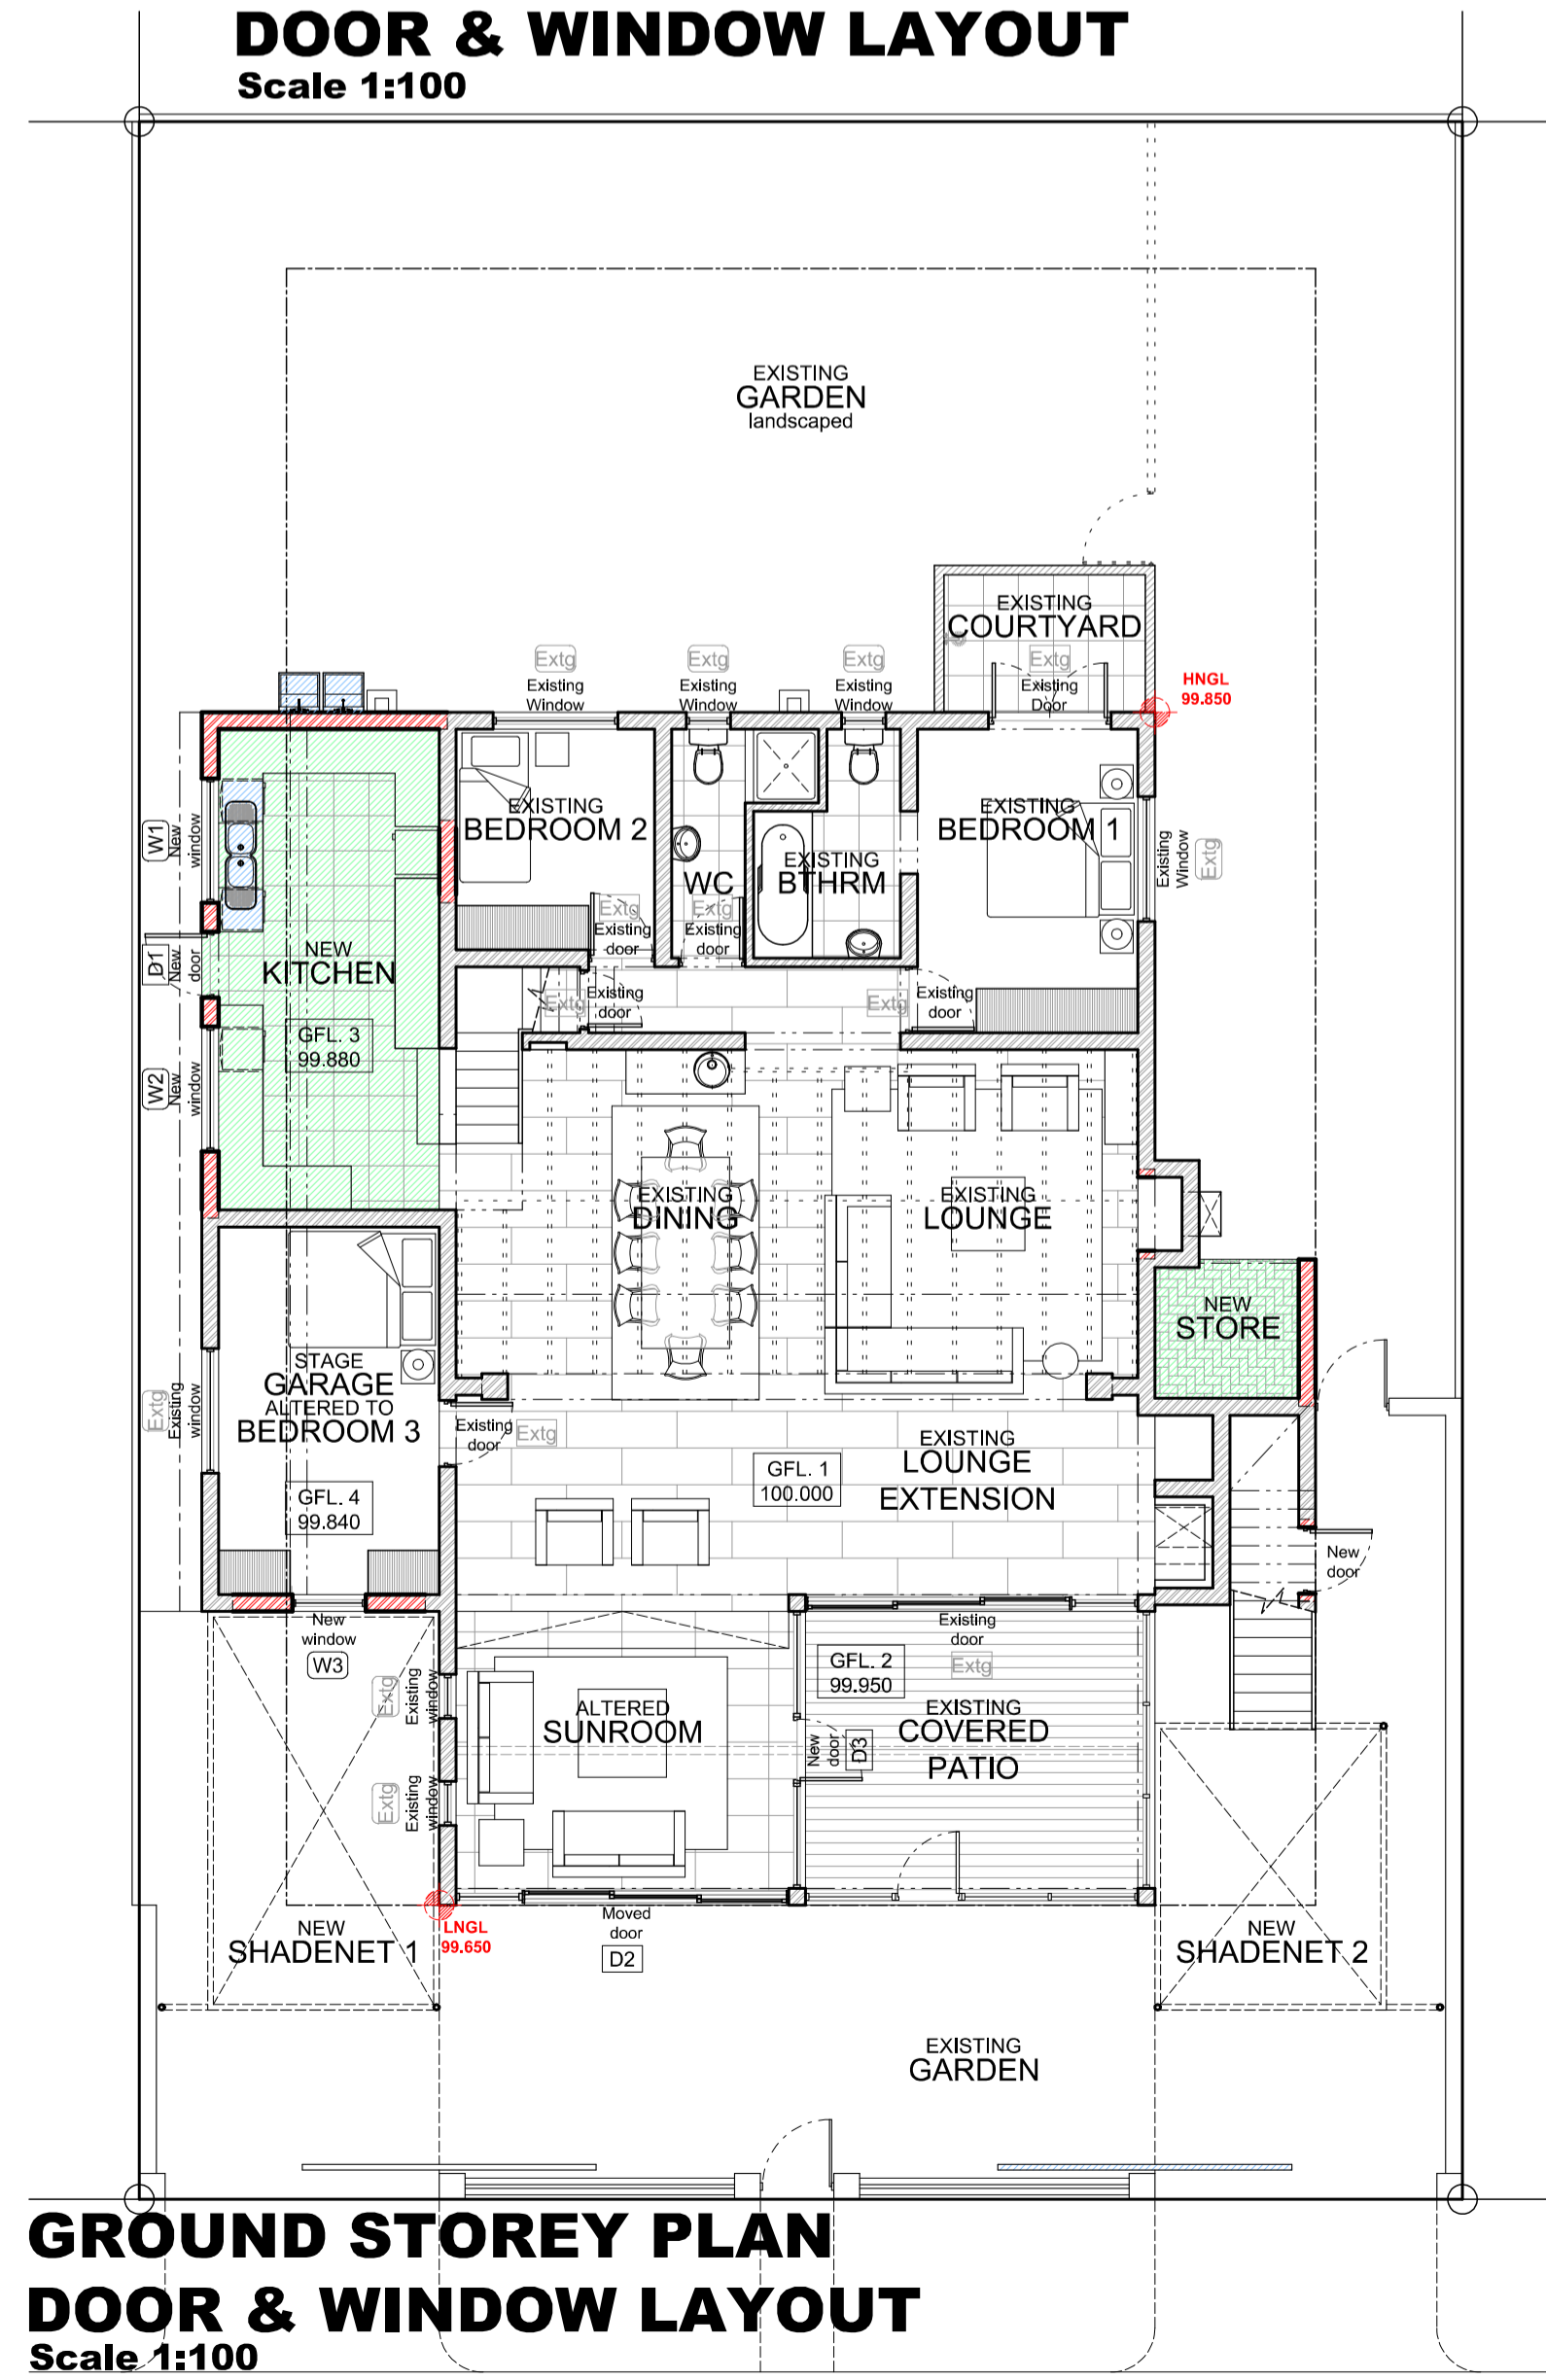 DOOR & WINDOW LAYOUT
Scale 1:100
EXISTING
GARDEN
landscaped
EXISTING
COURTYARD
Extg
Existing
Window
Extg
Existing
Window
Extg
Existing
Window
Extg
Existing
Door
HNGL
99.850
W1
New
window
EXISTING
BEDROOM 2
WC
EXISTING
BTHRM
EXISTING
BEDROOM 1
Existing
Window
Extg
Extg
Existing
door
Extg
Existing
door
D1
New
door
NEW
KITCHEN
GFL. 3
99.880
Extg
Existing
door
Extg
Existing
door
W2
New
window
EXISTING
DINING
EXISTING
LOUNGE
NEW
STORE
STAGE
GARAGE
ALTERED TO
BEDROOM 3
Extg
Existing
window
Existing
door
Extg
GFL. 4
99.840
GFL. 1
100.000
EXISTING
LOUNGE
EXTENSION
New
door
New
window
W3
Existing
door
Extg
GFL. 2
99.950
Extg
Existing
window
ALTERED
SUNROOM
New
door
D3
EXISTING
COVERED
PATIO
Extg
Existing
window
NEW
SHADENET 1
LNGL
99.650
Moved
door
D2
NEW
SHADENET 2
EXISTING
GARDEN
GROUND STOREY PLAN
DOOR & WINDOW LAYOUT
Scale 1:100